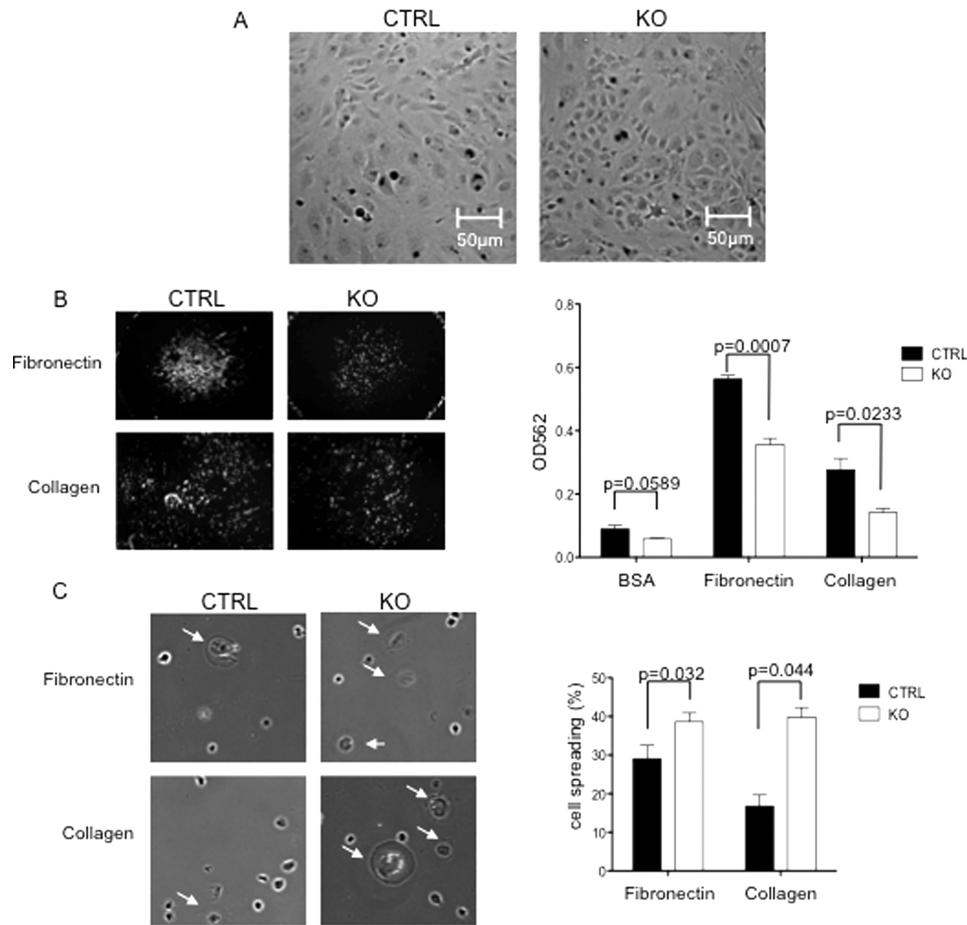 A
CTRL
KO
50µm
50µm
B
CTRL
KO
Fibronectin
Collagen
0.8
0.6
0.4
0.2
0.0
OD562
p=0.0589
p=0.0007
p=0.0233
CTRL
KO
BSA
Fibronectin
Collagen
C
CTRL
KO
Fibronectin
Collagen
50
40
30
20
10
0
cell spreading (%)
p=0.032
p=0.044
CTRL
KO
Fibronectin
Collagen